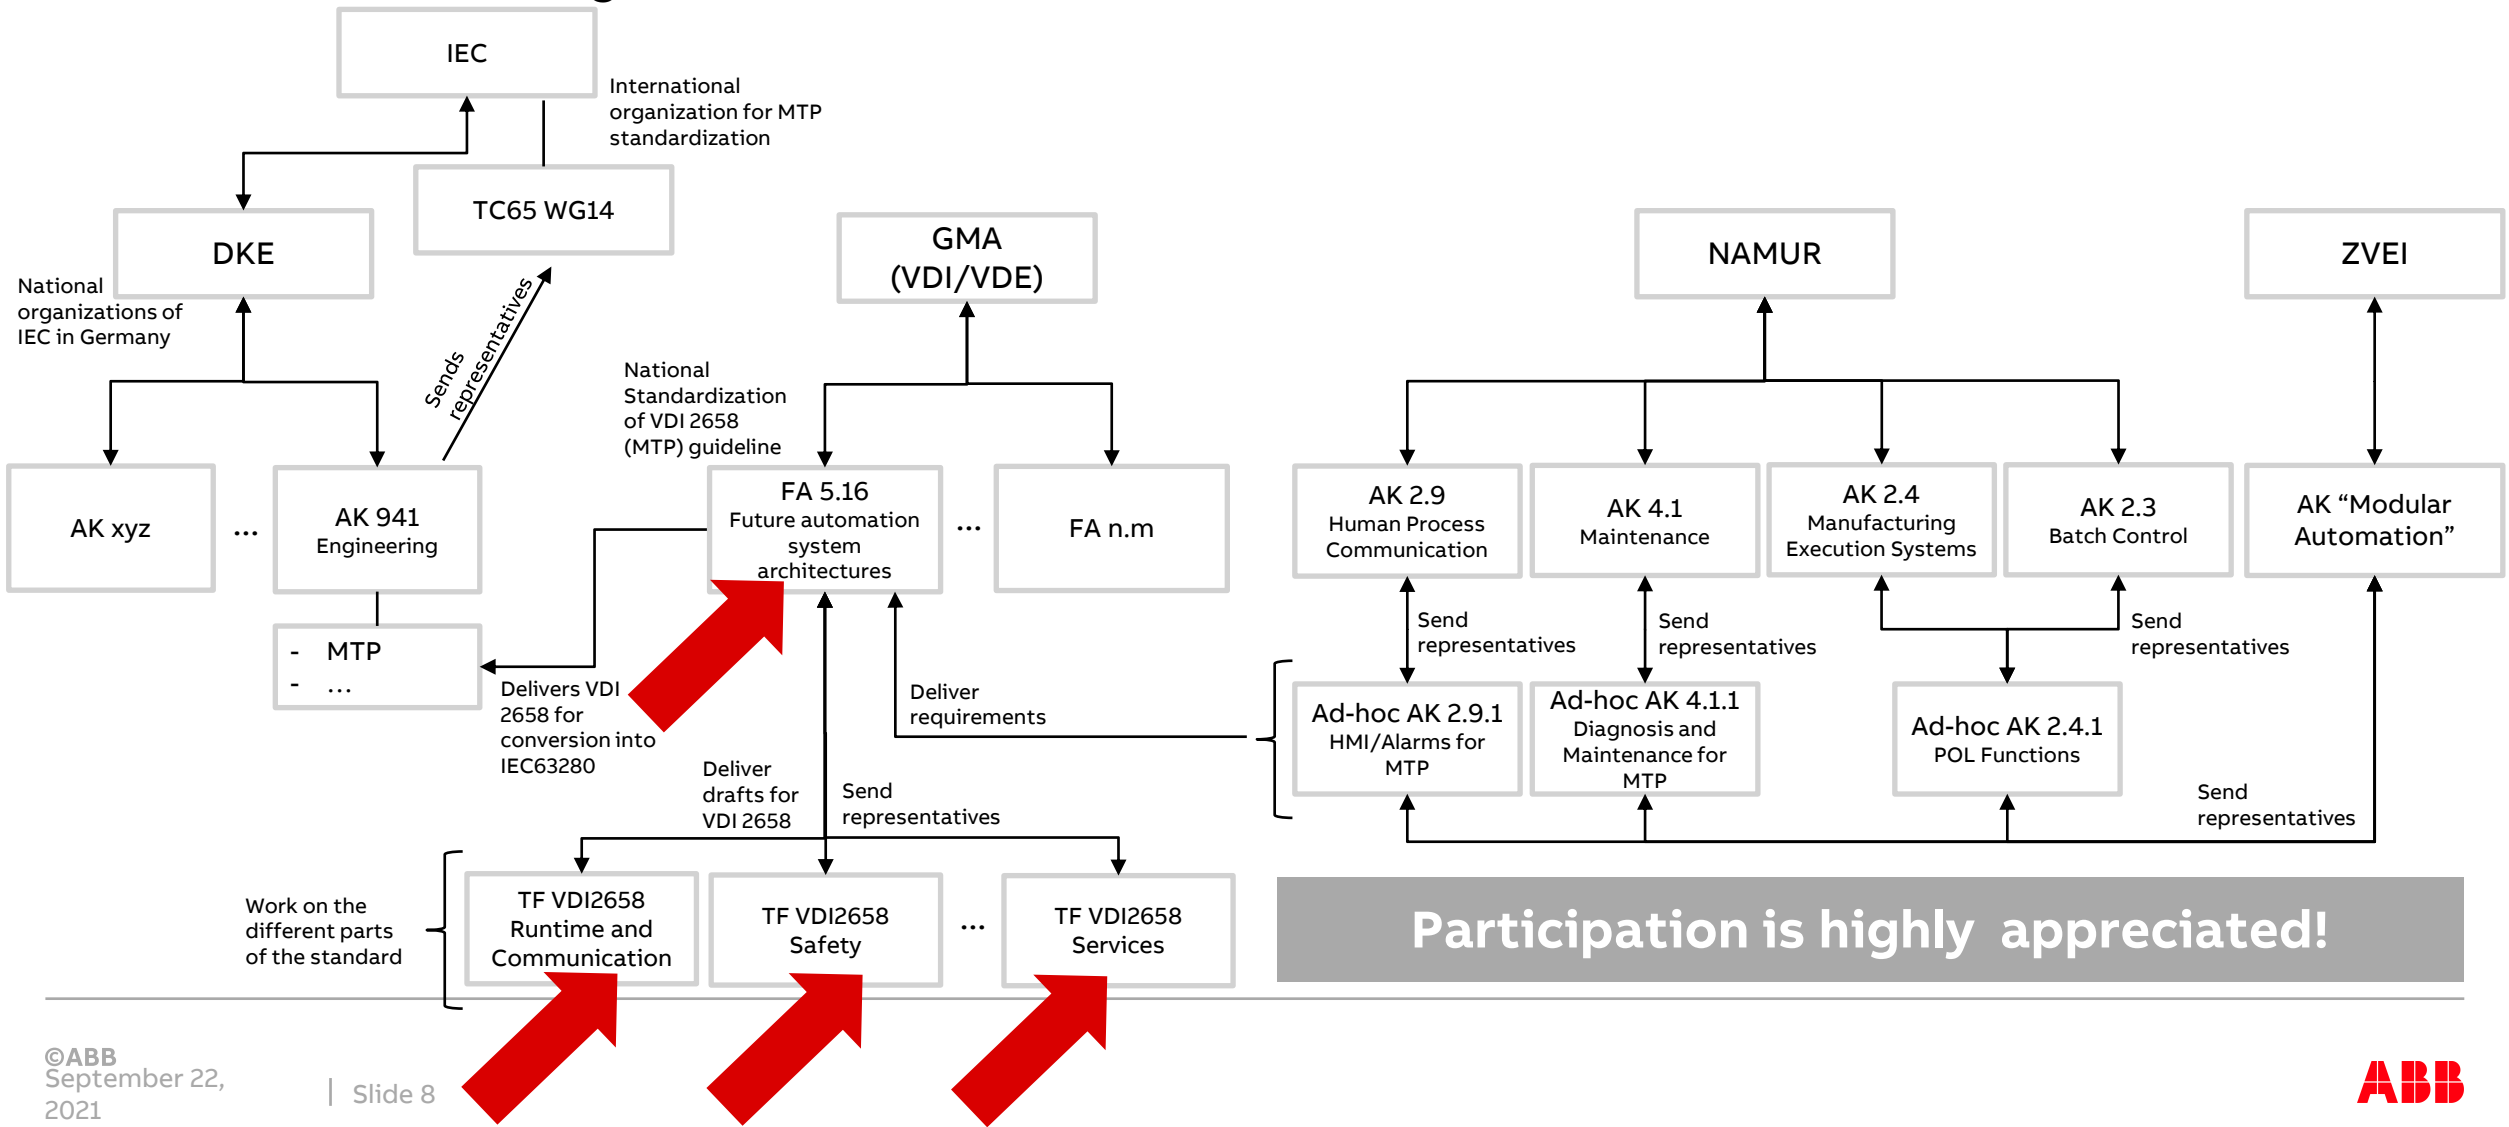 IEC
International
organization for MTP
standardization
TC65 WG14
DKE
National
organizations of
IEC in Germany
Sends
representatives
AK xyz
...
AK 941
Engineering
- MTP
- ...
GMA
(VDI/VDE)
National
Standardization
of VDI 2658
(MTP) guideline
FA 5.16
Future automation
system
architectures
...
FA n.m
Delivers VDI
2658 for
conversion into
IEC63280
Deliver
requirements
Deliver
drafts for
VDI 2658
Send
representatives
Work on the
different parts
of the standard
TF VDI2658
Runtime and
Communication
TF VDI2658
Safety
...
TF VDI2658
Services
NAMUR
ZVEI
AK 2.9
Human Process
Communication
AK 4.1
Maintenance
AK 2.4
Manufacturing
Execution Systems
AK 2.3
Batch Control
AK “Modular
Automation”
Send
representatives
Send
representatives
Send
representatives
Ad-hoc AK 2.9.1
HMI/Alarms for
MTP
Ad-hoc AK 4.1.1
Diagnosis and
Maintenance for
MTP
Ad-hoc AK 2.4.1
POL Functions
Send
representatives
Participation is highly appreciated!
©ABB
September 22,
2021
Slide 8
ABB